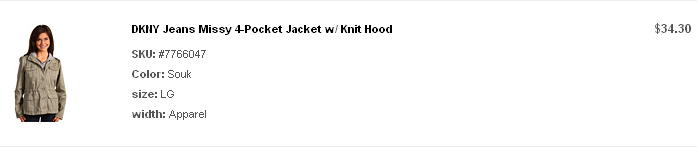 DKNY Jeans Missy 4-Pocket Jacket w/ Knit Hood $34.30
SKU: #7766047
Color: Souk
size: LG
width: Apparel